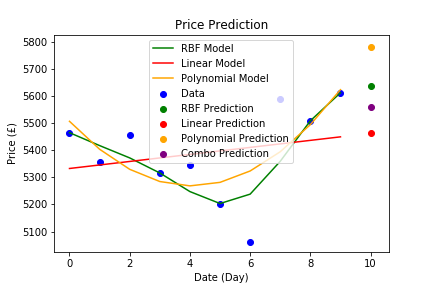 Price Prediction
RBF Model
Linear Model
Polynomial Model
Data
RBF Prediction
Linear Prediction
Polynomial Prediction
Combo Prediction
Price (£)
5800
5700
5600
5500
5400
5300
5200
5100
0 2 4 6 8 10
Date (Day)